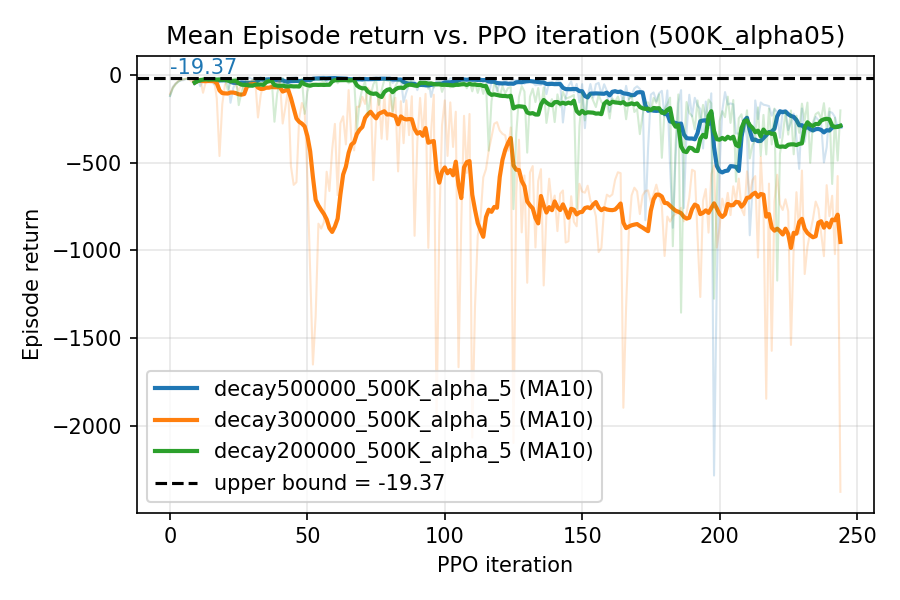 Mean Episode return vs. PPO iteration (500K_alpha05)
-19.37
0
−500
−1000
−1500
−2000
Episode return
decay500000_500K_alpha_5 (MA10)
decay300000_500K_alpha_5 (MA10)
decay200000_500K_alpha_5 (MA10)
upper bound = -19.37
0 50 100 150 200 250
PPO iteration